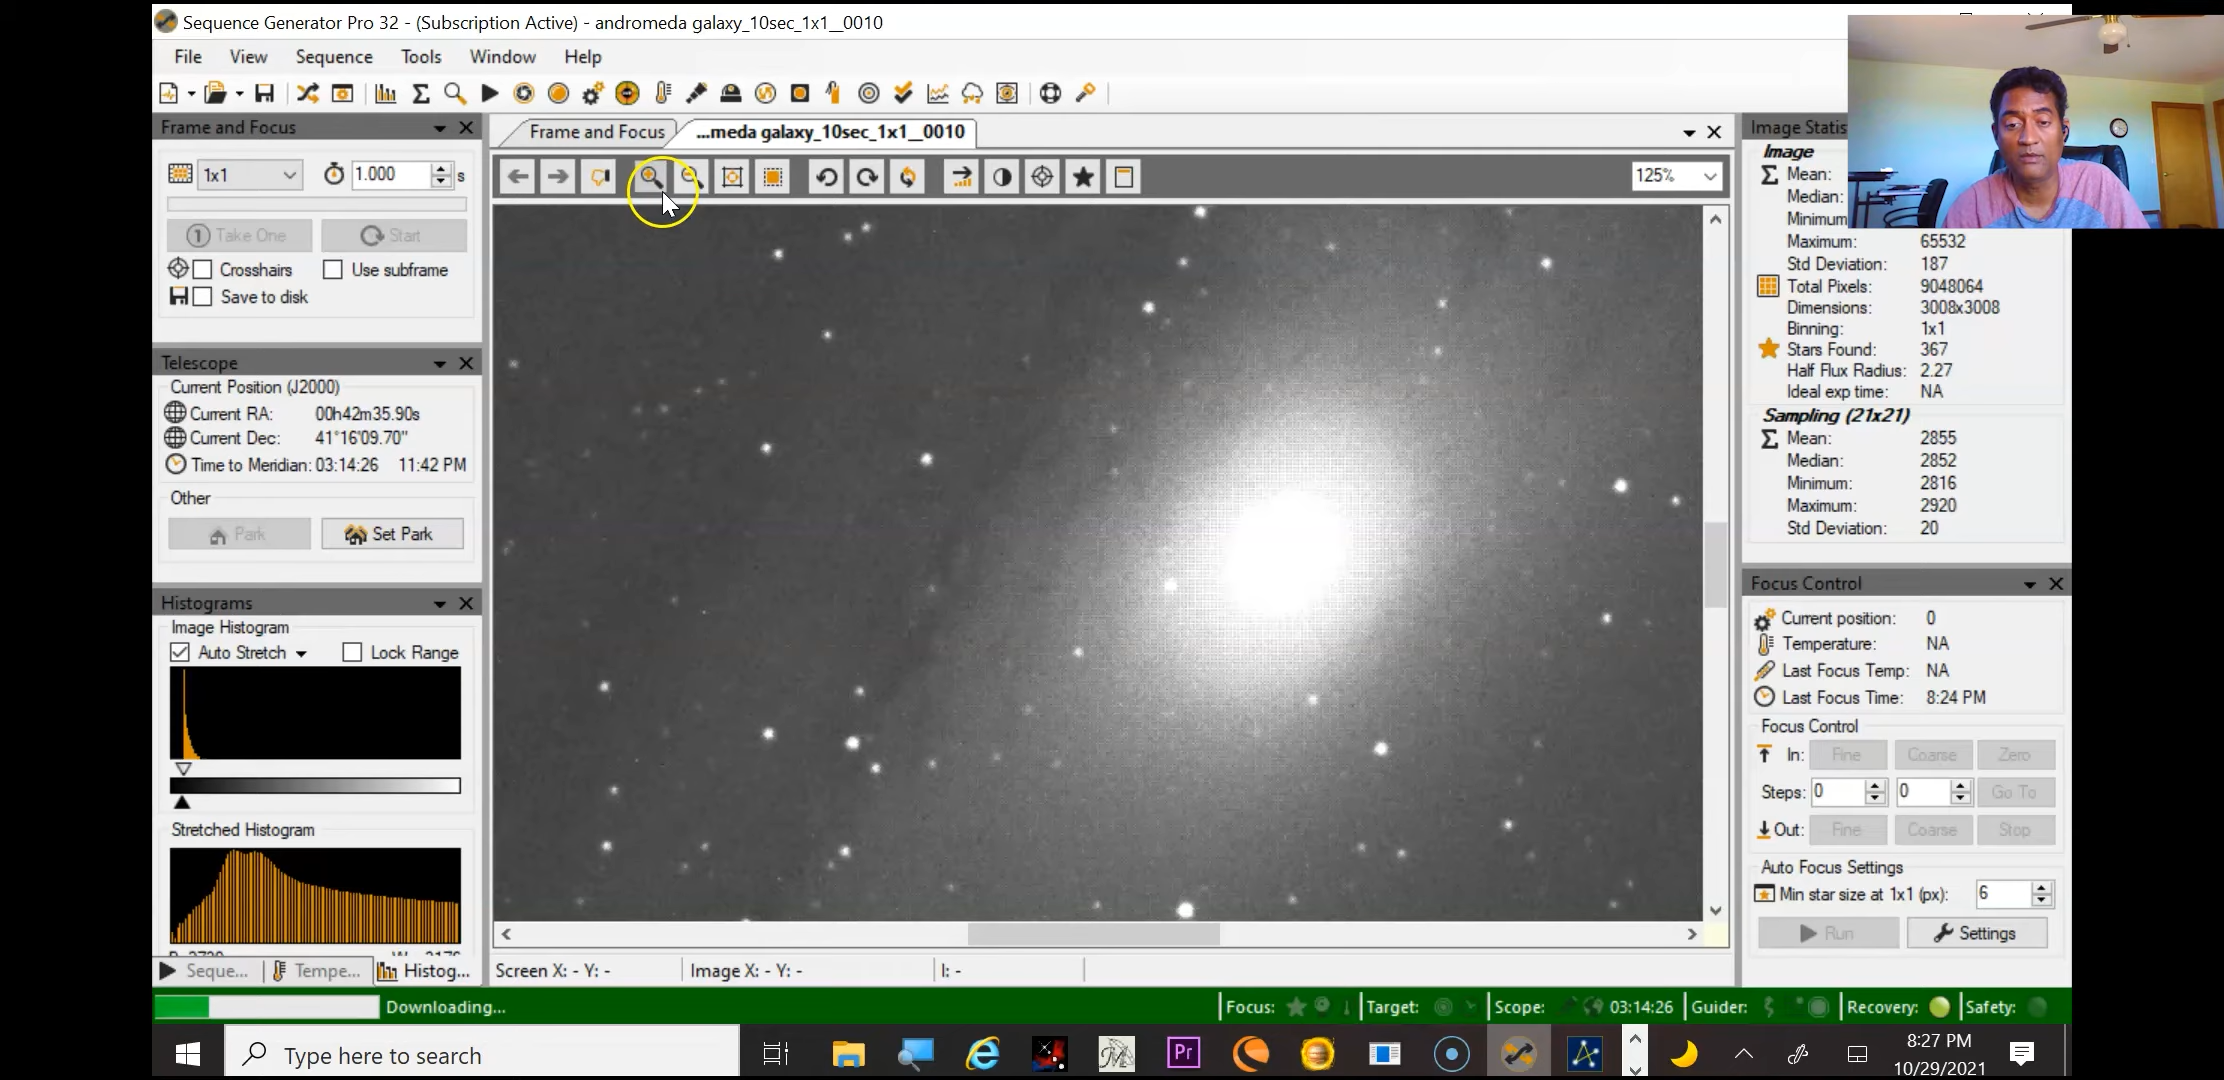 Sequence Generator Pro 32 - (Subscription Active) - andromeda galaxy_10sec_1x1__0010
File View Sequence Tools Window Help
Frame and Focus
1x1
1.000 s
Take One
Start
Crosshairs
Use subframe
Save to disk
Telescope
Current Position (J2000)
Current RA: 00h42m35.90s
Current Dec: 41°16'09.70"
Time to Meridian: 03:14:26 11:42 PM
Other
Park
Set Park
Histograms
Image Histogram
Auto Stretch
Lock Range
Stretched Histogram
Seque...
Tempe...
Histog...
Frame and Focus
...meda galaxy_10sec_1x1__0010
125%
Screen X: - Y: -
Image X: - Y: -
I: -
Image Statis
Image
Mean:
Median:
Minimum
Maximum: 65532
Std Deviation: 187
Total Pixels: 9048064
Dimensions: 3008x3008
Binning: 1x1
Stars Found: 367
Half Flux Radius: 2.27
Ideal exp time: NA
Sampling (21x21)
Mean: 2855
Median: 2852
Minimum: 2816
Maximum: 2920
Std Deviation: 20
Focus Control
Current position: 0
Temperature: NA
Last Focus Temp: NA
Last Focus Time: 8:24 PM
Focus Control
In: Fine Coarse Zero
Steps: 0 0 Go To
Out: Fine Coarse Stop
Auto Focus Settings
Min star size at 1x1 (px): 6
Run
Settings
Downloading...
Focus:
Target:
Scope: 03:14:26
Guider:
Recovery:
Safety:
Type here to search
Pr
8:27 PM
10/29/2021